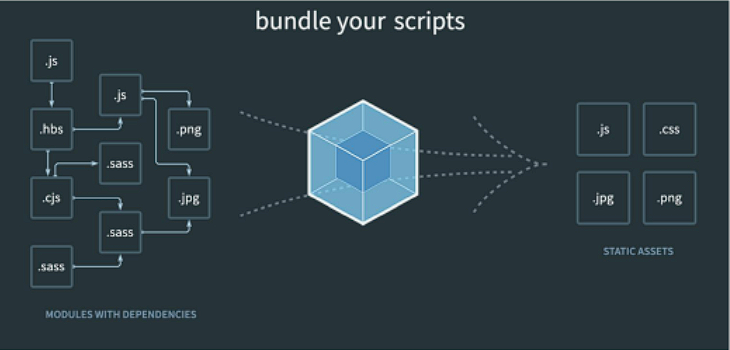 bundle your scripts
.js
.js
.hbs
.png
.sass
.cjs
.jpg
.sass
.sass
MODULES WITH DEPENDENCIES
.js
.css
.jpg
.png
STATIC ASSETS